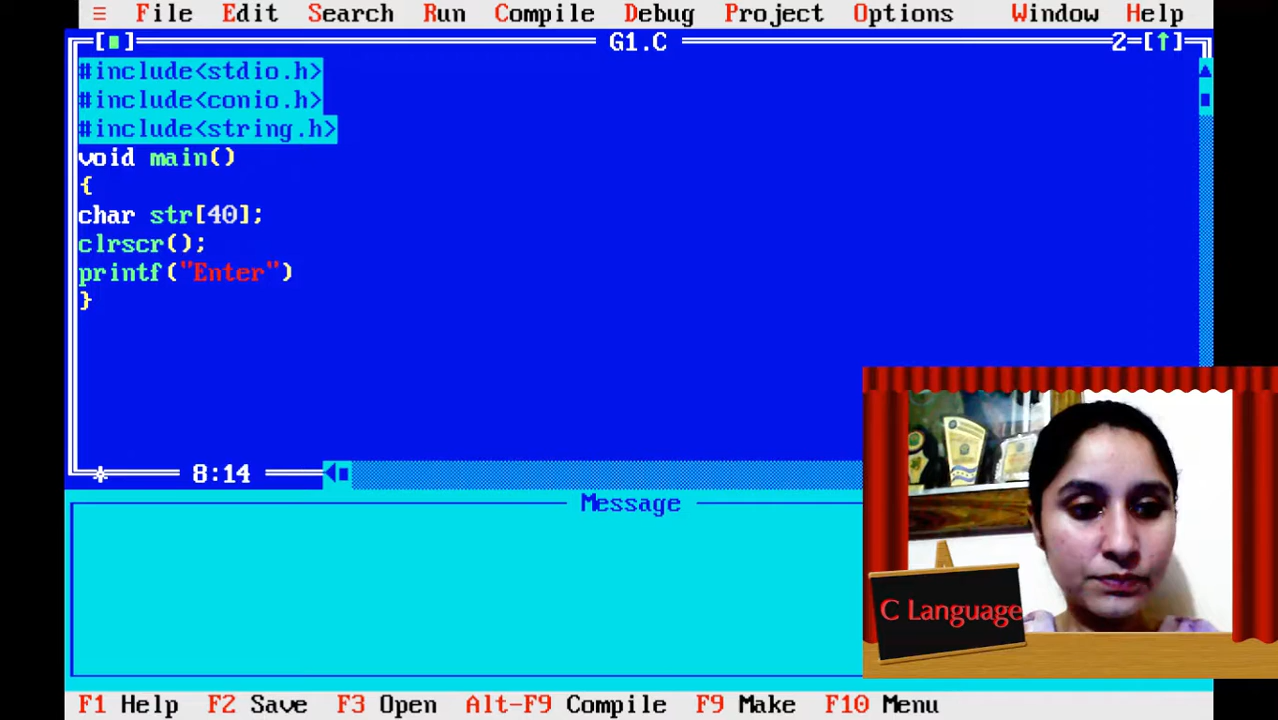 ≡ File Edit Search Run Compile Debug Project Options Window Help
[■] G1.C 2=[↑]
#include<stdio.h>
#include<conio.h>
#include<string.h>
void main()
{
char str[40];
clrscr();
printf("Enter")
}
* 8:14
Message
C Language
F1 Help F2 Save F3 Open Alt-F9 Compile F9 Make F10 Menu